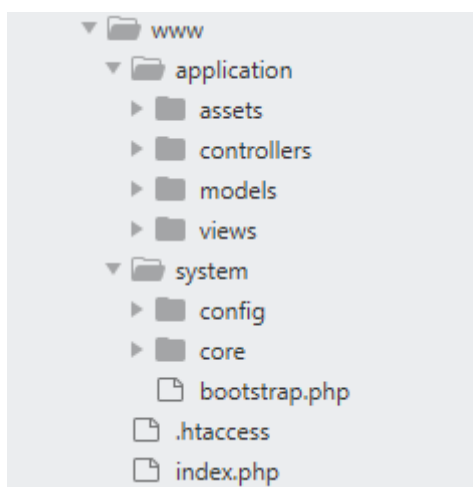 www
application
assets
controllers
models
views
system
config
core
bootstrap.php
.htaccess
index.php